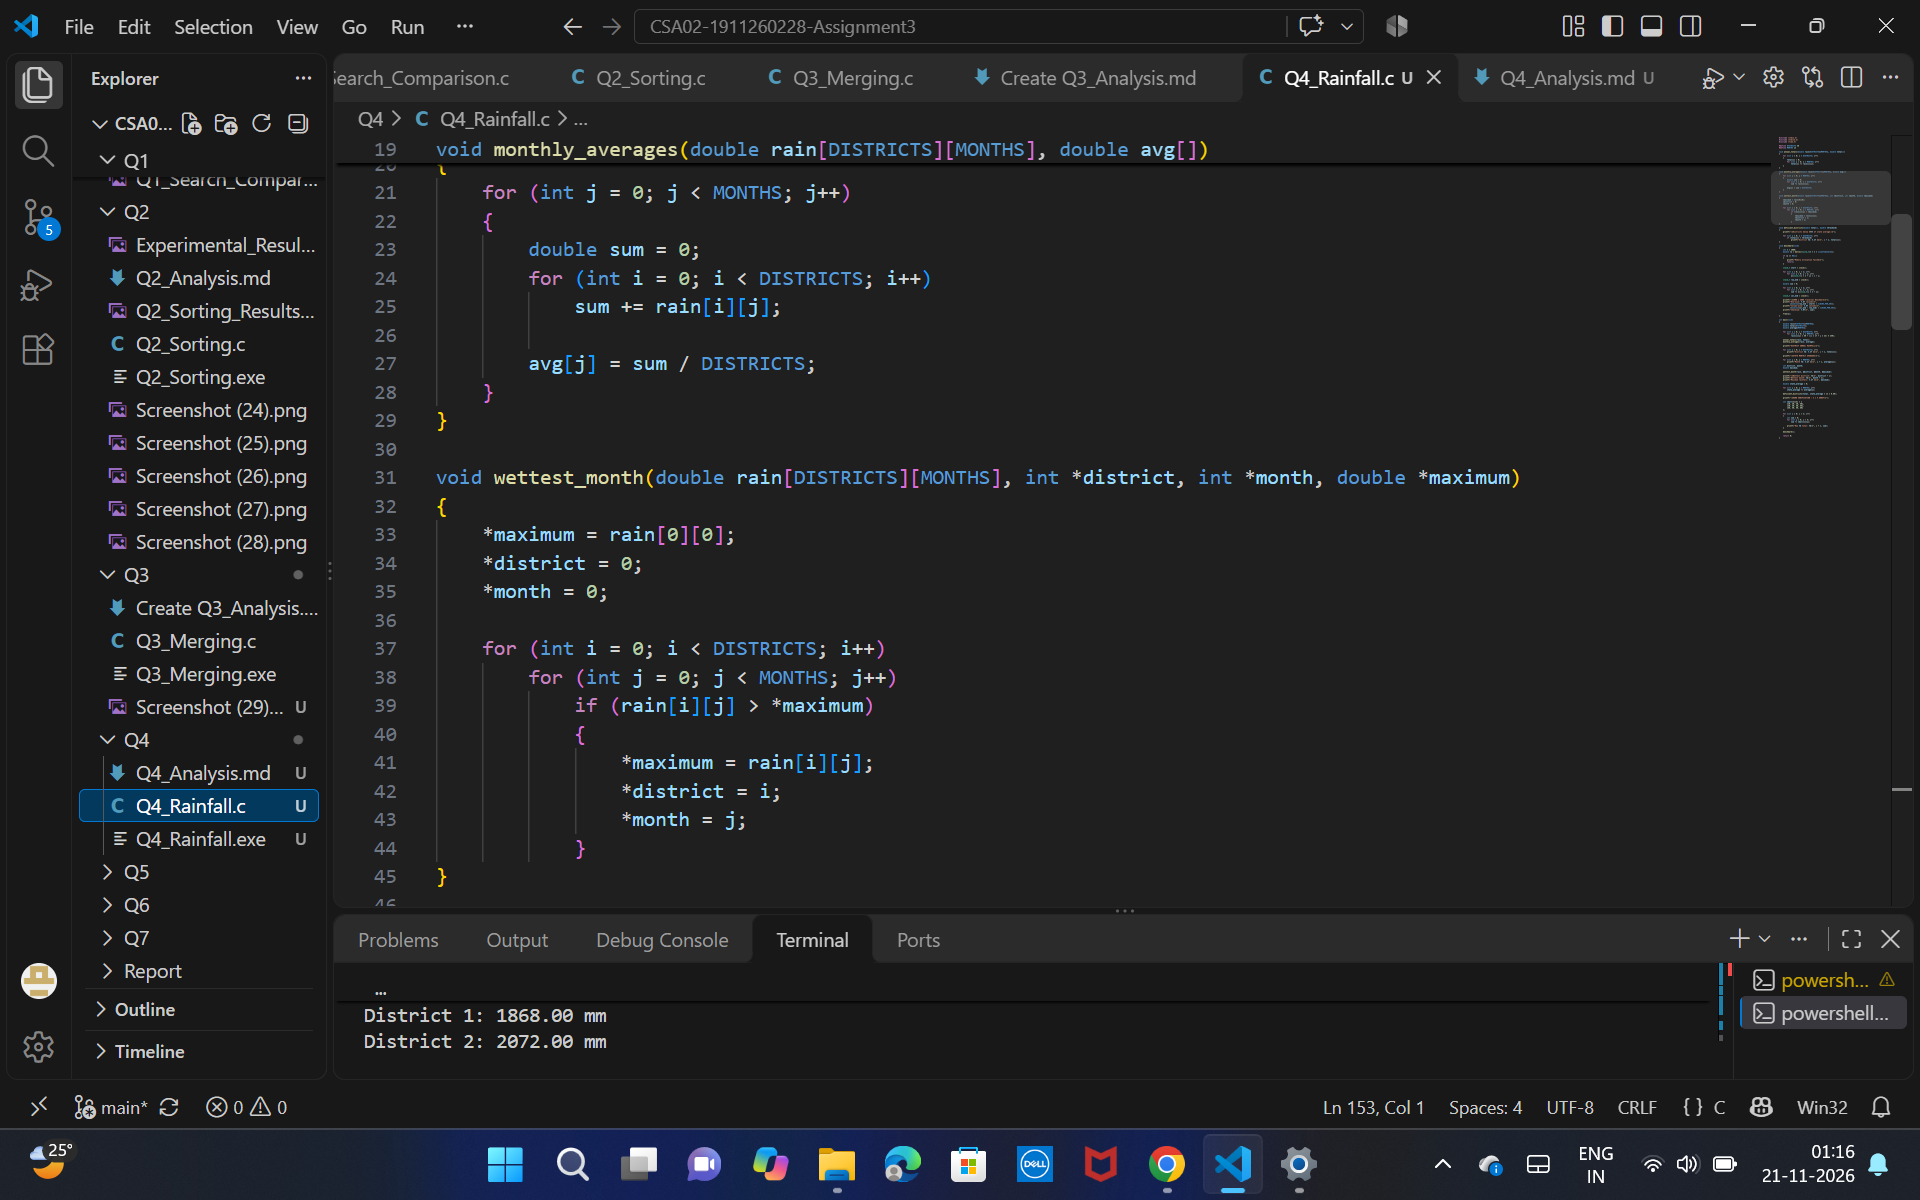 File Edit Selection View Go Run ···
CSA02-1911260228-Assignment3
Explorer
CSA0...
Q1
Q1_Search_Compar...
Q2
Experimental_Resul...
Q2_Analysis.md
Q2_Sorting_Results...
Q2_Sorting.c
Q2_Sorting.exe
Screenshot (24).png
Screenshot (25).png
Screenshot (26).png
Screenshot (27).png
Screenshot (28).png
Q3
Create Q3_Analysis....
Q3_Merging.c
Q3_Merging.exe
Screenshot (29)... U
Q4
Q4_Analysis.md U
Q4_Rainfall.c U
Q4_Rainfall.exe U
Q5
Q6
Q7
Report
Outline
Timeline
5
Search_Comparison.c C Q2_Sorting.c C Q3_Merging.c Create Q3_Analysis.md C Q4_Rainfall.c U Q4_Analysis.md U
Q4 > C Q4_Rainfall.c > ...
19 void monthly_averages(double rain[DISTRICTS][MONTHS], double avg[])
20 {
21 for (int j = 0; j < MONTHS; j++)
22 {
23 double sum = 0;
24 for (int i = 0; i < DISTRICTS; i++)
25 sum += rain[i][j];
26
27 avg[j] = sum / DISTRICTS;
28 }
29 }
30
31 void wettest_month(double rain[DISTRICTS][MONTHS], int *district, int *month, double *maximum)
32 {
33 *maximum = rain[0][0];
34 *district = 0;
35 *month = 0;
36
37 for (int i = 0; i < DISTRICTS; i++)
38 for (int j = 0; j < MONTHS; j++)
39 if (rain[i][j] > *maximum)
40 {
41 *maximum = rain[i][j];
42 *district = i;
43 *month = j;
44 }
45 }
46
Problems Output Debug Console Terminal Ports
...
District 1: 1868.00 mm
District 2: 2072.00 mm
powersh...
powershell...
main* 0 0
Ln 153, Col 1 Spaces: 4 UTF-8 CRLF { } C Win32
25°
DELL
ENG
IN
01:16
21-11-2026